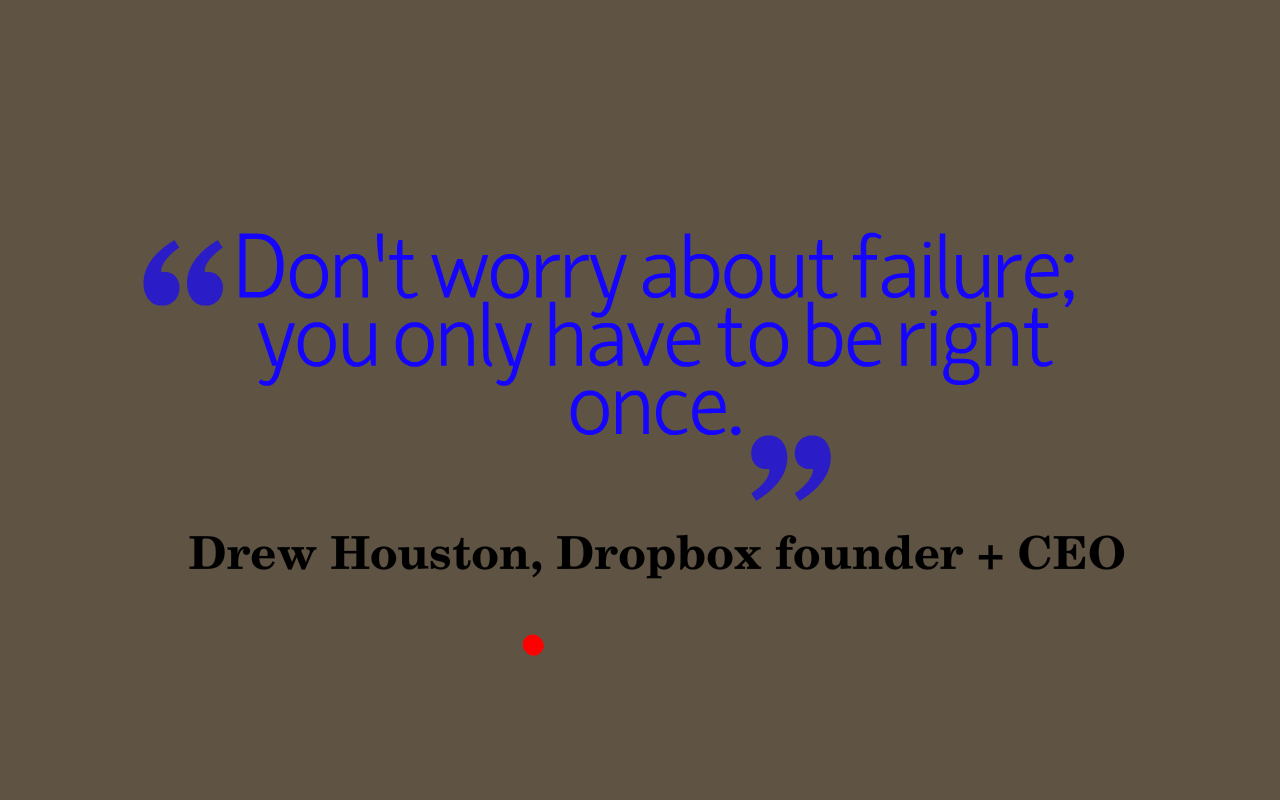 “Don't worry about failure;
you only have to be right
once.”
Drew Houston, Dropbox founder + CEO